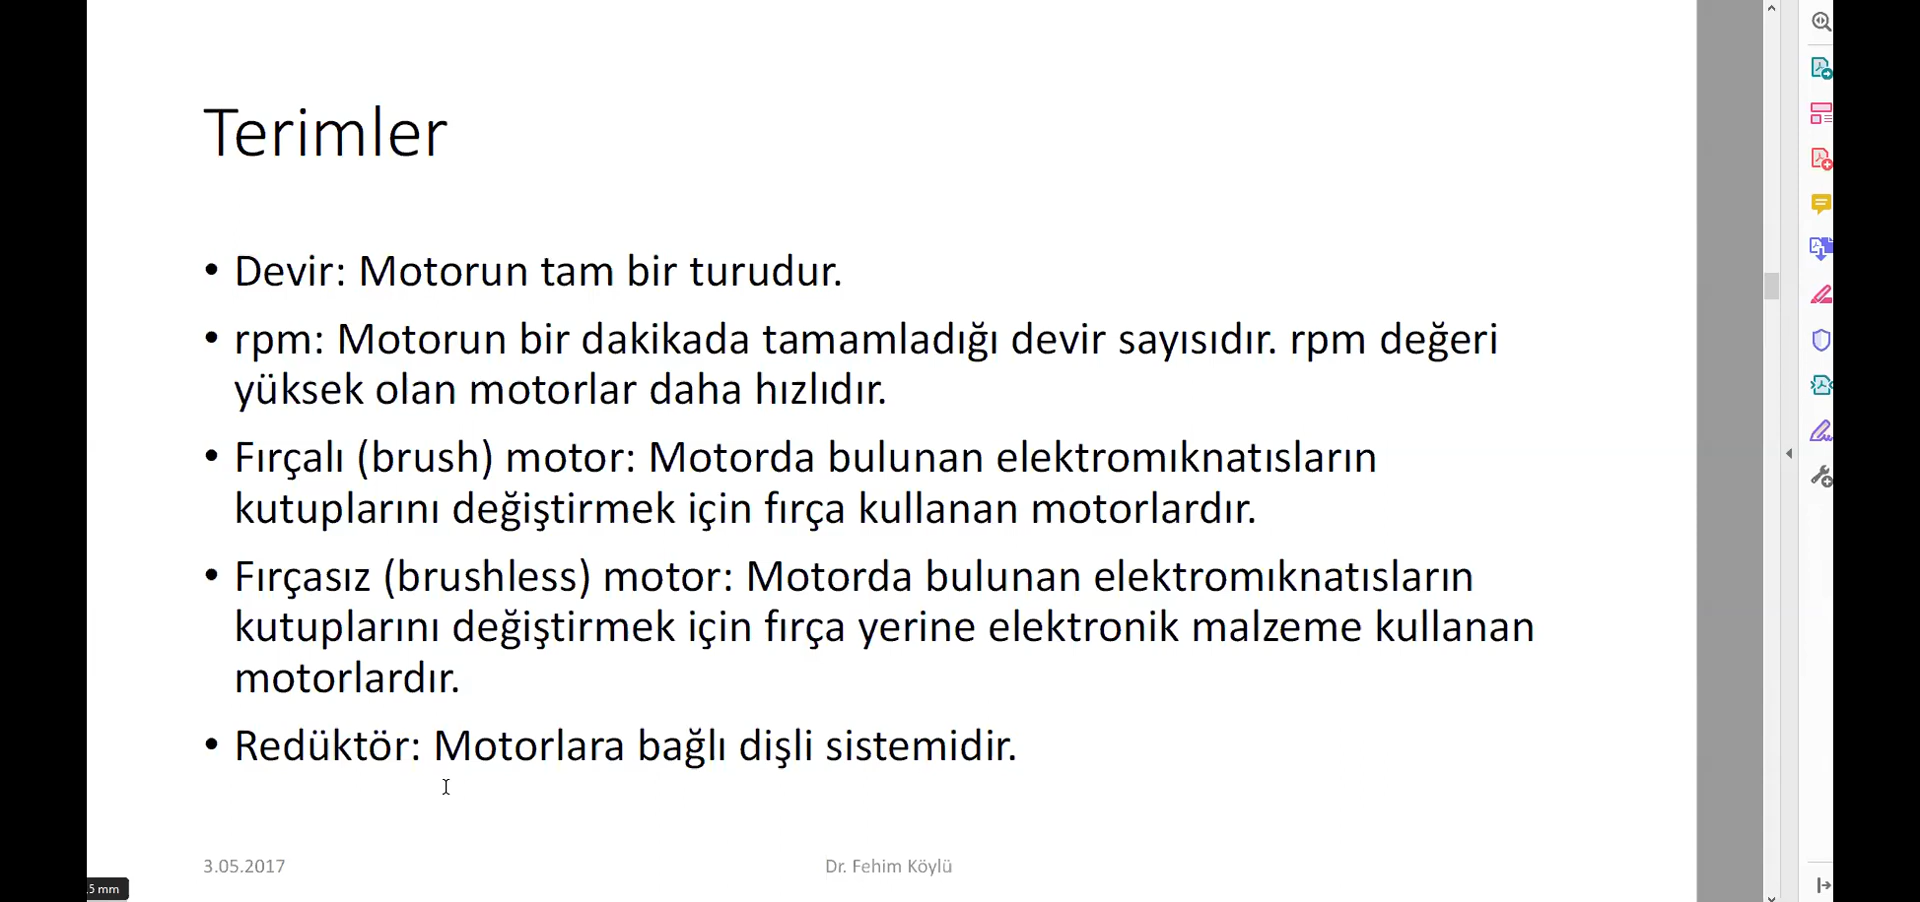 Terimler
• Devir: Motorun tam bir turudur.
• rpm: Motorun bir dakikada tamamladığı devir sayısıdır. rpm değeri
yüksek olan motorlar daha hızlıdır.
• Fırçalı (brush) motor: Motorda bulunan elektromıknatısların
kutuplarını değiştirmek için fırça kullanan motorlardır.
• Fırçasız (brushless) motor: Motorda bulunan elektromıknatısların
kutuplarını değiştirmek için fırça yerine elektronik malzeme kullanan
motorlardır.
• Redüktör: Motorlara bağlı dişli sistemidir.
3.05.2017
Dr. Fehim Köylü
5 mm